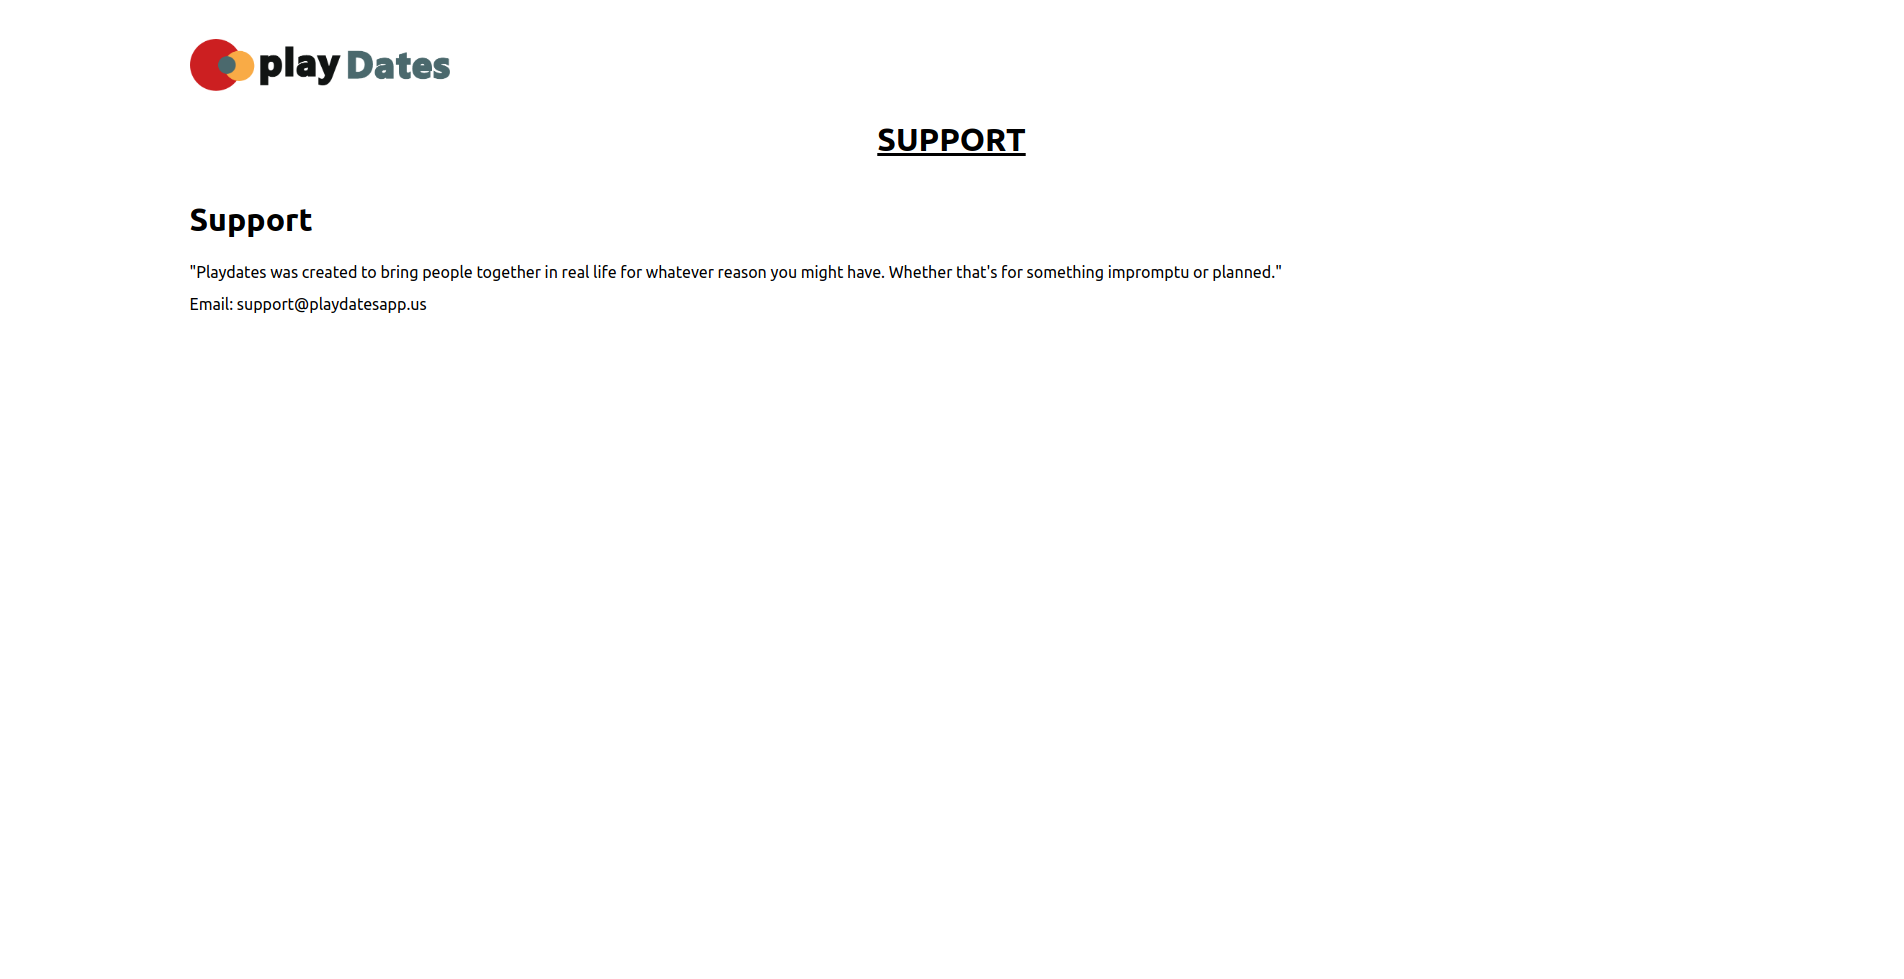 play Dates
SUPPORT
Support
"Playdates was created to bring people together in real life for whatever reason you might have. Whether that's for something impromptu or planned."
Email: support@playdatesapp.us